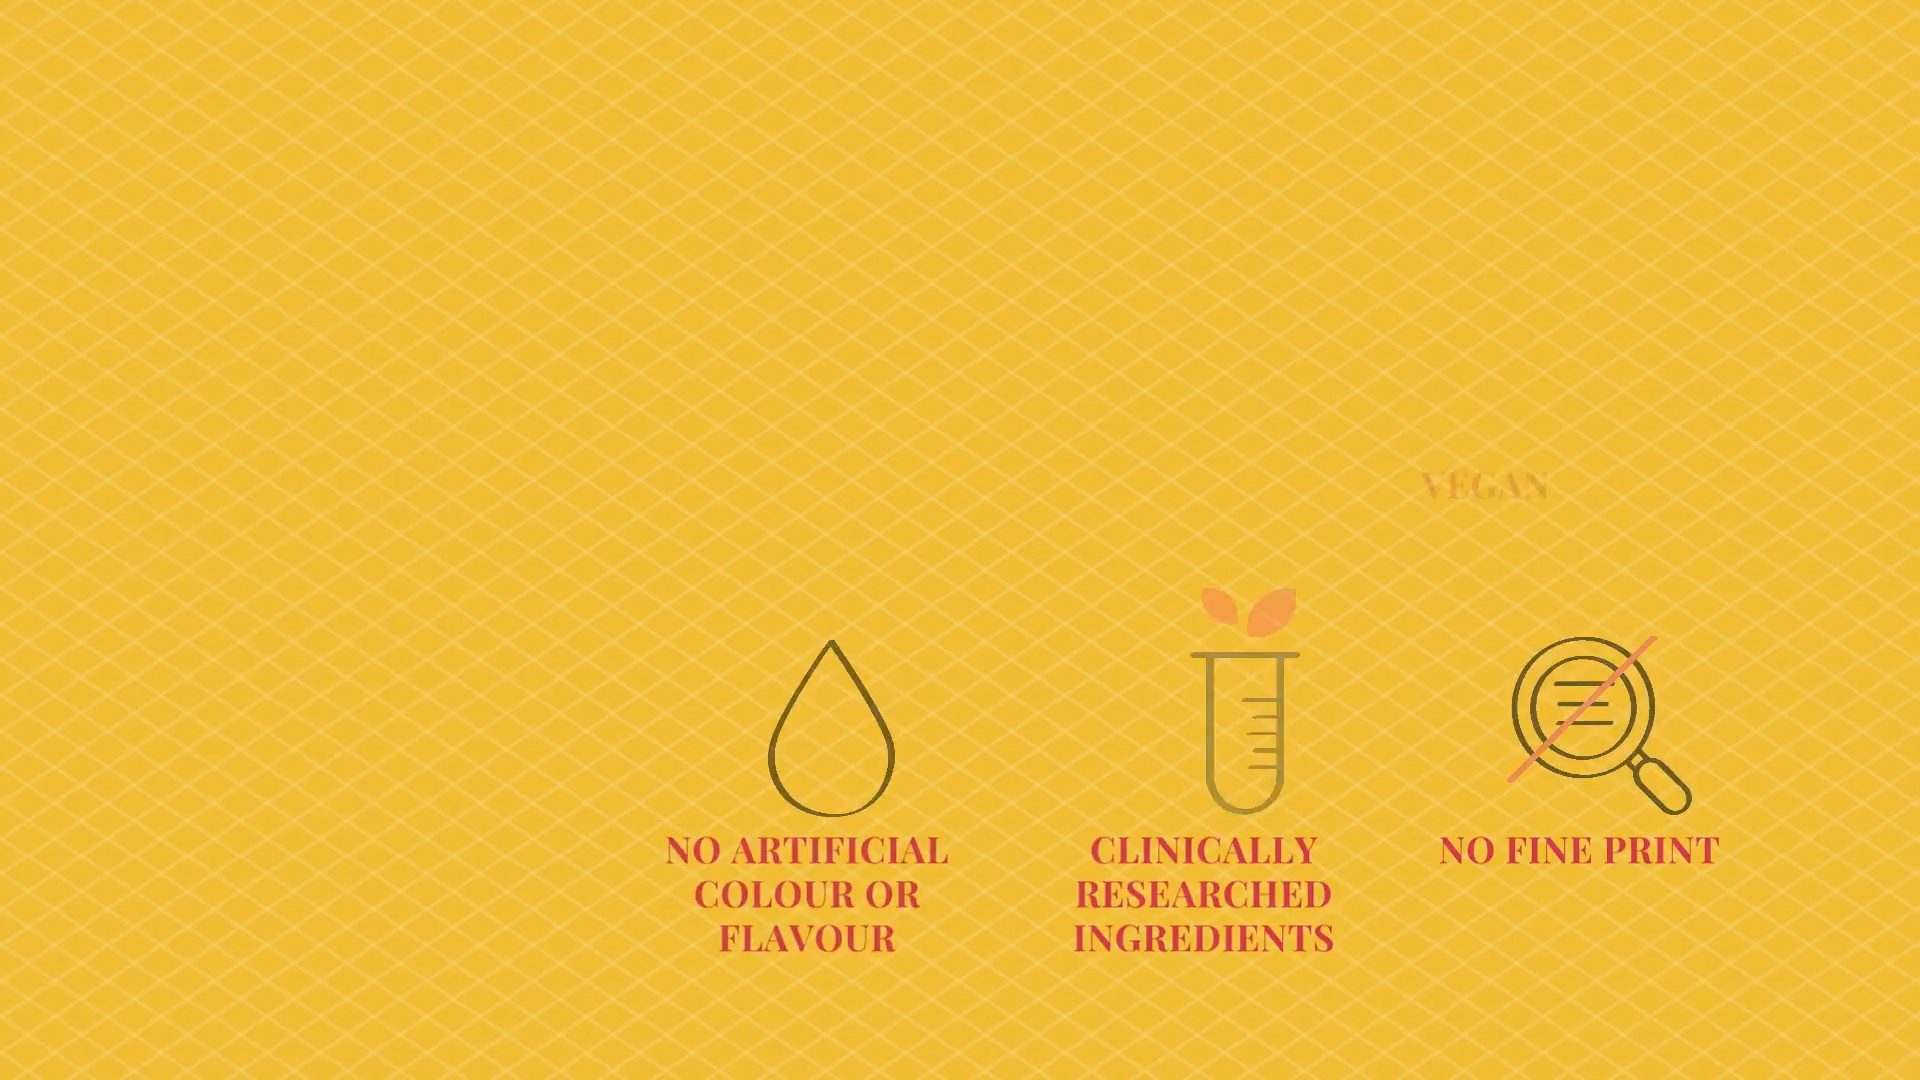 VEGAN
NO ARTIFICIAL
COLOUR OR
FLAVOUR
CLINICALLY
RESEARCHED
INGREDIENTS
NO FINE PRINT